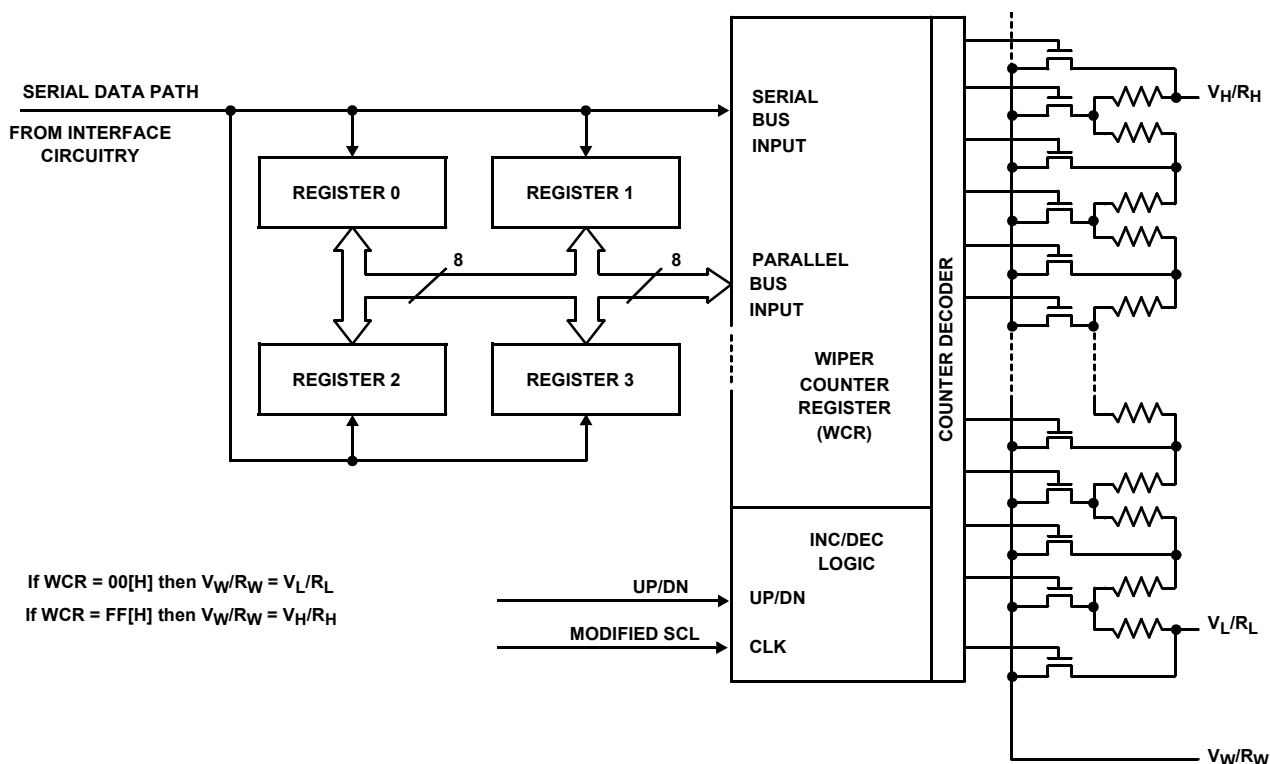 SERIAL DATA PATH
FROM INTERFACE
CIRCUITRY
REGISTER 0
REGISTER 1
8
8
REGISTER 2
REGISTER 3
SERIAL
BUS
INPUT
PARALLEL
BUS
INPUT
WIPER
COUNTER
REGISTER
(WCR)
INC/DEC
LOGIC
UP/DN
UP/DN
MODIFIED SCL
CLK
COUNTER DECODER
If WCR = 00[H] then VW/RW = VL/RL
If WCR = FF[H] then VW/RW = VH/RH
VH/RH
VL/RL
VW/RW